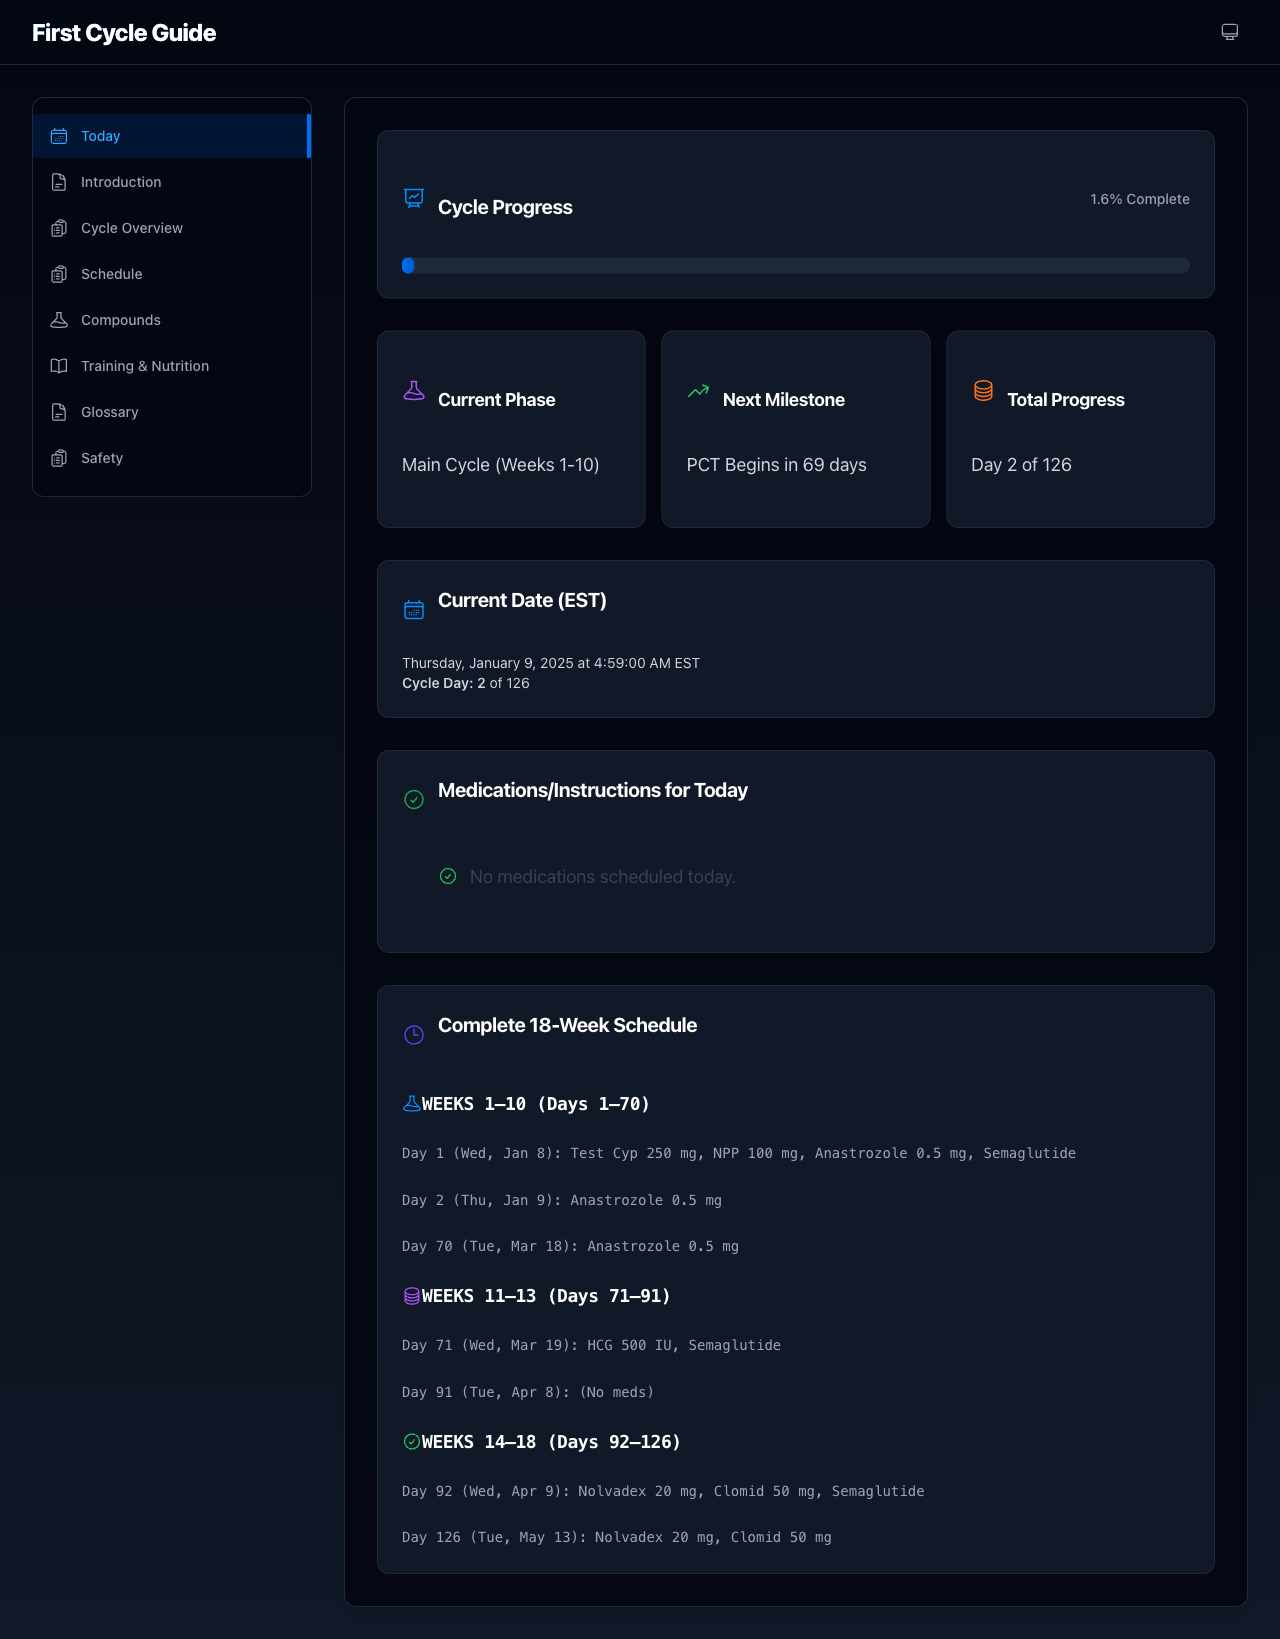 First Cycle Guide
Today
Introduction
Cycle Overview
Schedule
Compounds
Training & Nutrition
Glossary
Safety
Cycle Progress
1.6% Complete
Current Phase
Main Cycle (Weeks 1-10)
Next Milestone
PCT Begins in 69 days
Total Progress
Day 2 of 126
Current Date (EST)
Thursday, January 9, 2025 at 4:59:00 AM EST
Cycle Day: 2 of 126
Medications/Instructions for Today
No medications scheduled today.
Complete 18-Week Schedule
WEEKS 1–10 (Days 1–70)
Day 1 (Wed, Jan 8): Test Cyp 250 mg, NPP 100 mg, Anastrozole 0.5 mg, Semaglutide
Day 2 (Thu, Jan 9): Anastrozole 0.5 mg
Day 70 (Tue, Mar 18): Anastrozole 0.5 mg
WEEKS 11–13 (Days 71–91)
Day 71 (Wed, Mar 19): HCG 500 IU, Semaglutide
Day 91 (Tue, Apr 8): (No meds)
WEEKS 14–18 (Days 92–126)
Day 92 (Wed, Apr 9): Nolvadex 20 mg, Clomid 50 mg, Semaglutide
Day 126 (Tue, May 13): Nolvadex 20 mg, Clomid 50 mg